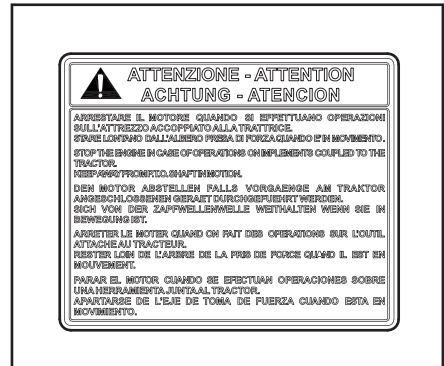 ATTENZIONE - ATTENTION
ACHTUNG - ATENCION
ARRESTARE IL MOTORE QUANDO SI EFFETTUANO OPERAZIONI
SULL'ATTREZZO ACCOPPIATO ALLA TRATTRICE.
STARE LONTANO DALL'ALBERO PRESA DI FORZA QUANDO E' IN MOVIMENTO.
STOP THE ENGINE IN CASE OF OPERATIONS ON IMPLEMENTS COUPLED TO THE
TRACTOR.
KEEP AWAY FROM P.T.O. SHAFT IN MOTION.
DEN MOTOR ABSTELLEN FALLS VORGAENGE AM TRAKTOR
ANGESCHLOSSENEN GERAET DURCHGEFUEHRT WERDEN.
SICH VON DER ZAPFWELLENWELLE WEITHALTEN WENN SIE IN
BEWEGUNG IST.
ARRETER LE MOTER QUAND ON FAIT DES OPERATIONS SUR L'OUTIL
ATTACHE AU TRACTEUR.
RESTER LOIN DE L'ARBRE DE LA PRIS DE FORCE QUAND IL EST EN
MOUVEMENT.
PARAR EL MOTOR CUANDO SE EFECTUAN OPERACIONES SOBRE
UNA HERRAMIENTA JUNTA AL TRACTOR.
APARTARSE DE L'EJE DE TOMA DE FUERZA CUANDO ESTA EN
MOVIMIENTO.